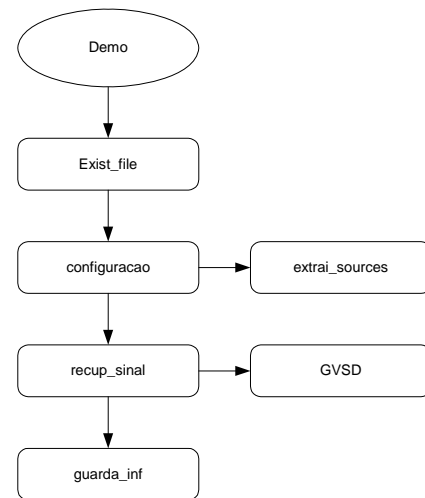 Demo
Exist_file
configuracao
extrai_sources
recup_sinal
GVSD
guarda_inf